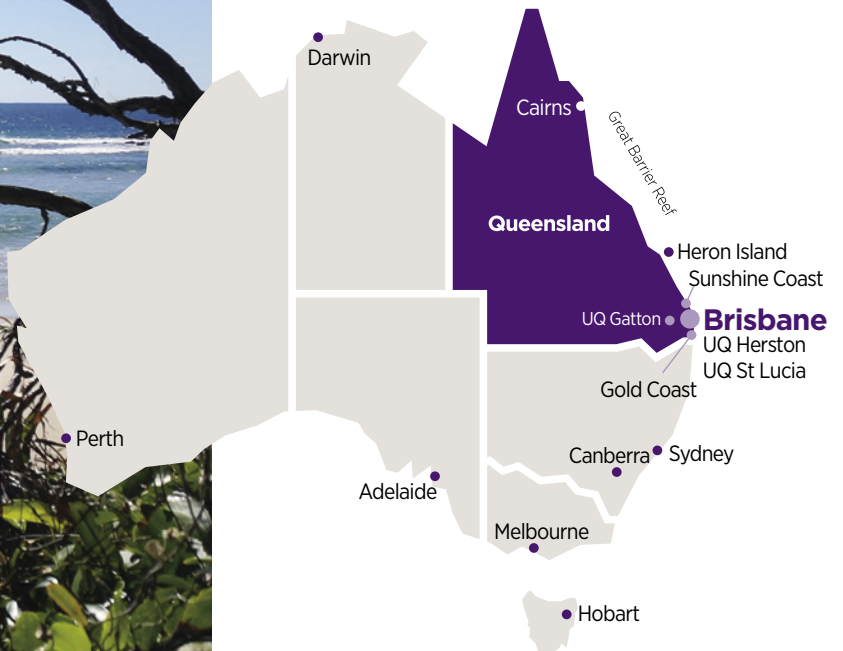 Darwin
Cairns
Great Barrier Reef
Queensland
Heron Island
Sunshine Coast
UQ Gatton
Brisbane
UQ Herston
UQ St Lucia
Gold Coast
Perth
Canberra
Sydney
Adelaide
Melbourne
Hobart